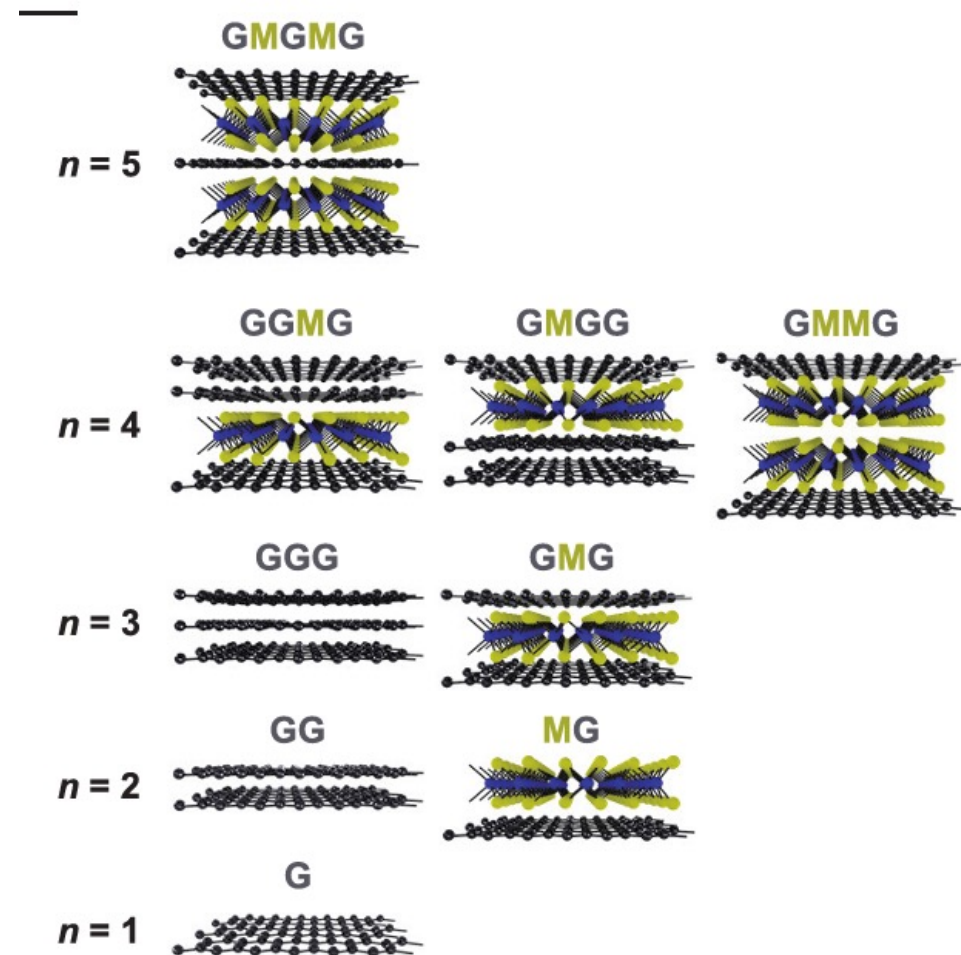 GMGMG
n = 5
GGMG GMGG GMMG
n = 4
GGG GMG
n = 3
GG MG
n = 2
G
n = 1